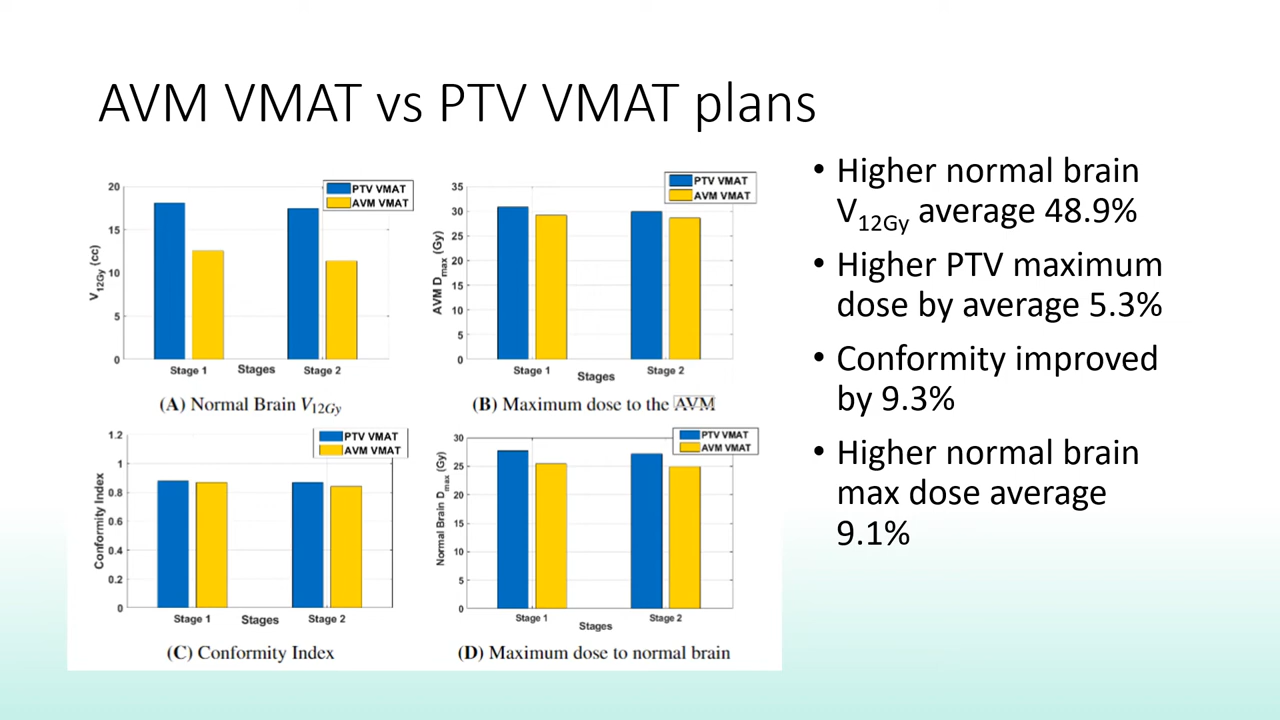 AVM VMAT vs PTV VMAT plans
20
15
10
5
0
V12Gy (cc)
PTV VMAT
AVM VMAT
Stage 1
Stages
Stage 2
(A) Normal Brain V12Gy
35
30
25
20
15
10
5
0
AVM Dmax (Gy)
PTV VMAT
AVM VMAT
Stage 1
Stages
Stage 2
(B) Maximum dose to the AVM
1.2
1
0.8
0.6
0.4
0.2
0
Conformity Index
PTV VMAT
AVM VMAT
Stage 1
Stages
Stage 2
(C) Conformity Index
30
25
20
15
10
5
0
Normal Brain Dmax (Gy)
PTV VMAT
AVM VMAT
Stage 1
Stages
Stage 2
(D) Maximum dose to normal brain
• Higher normal brain
V12Gy average 48.9%
• Higher PTV maximum
dose by average 5.3%
• Conformity improved
by 9.3%
• Higher normal brain
max dose average
9.1%